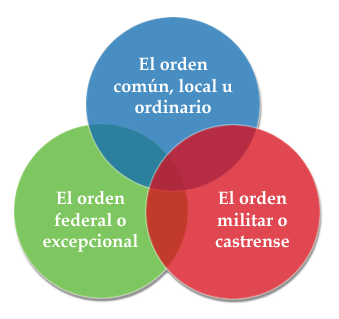 El orden
común, local u
ordinario
El orden
federal o
excepcional
El orden
militar o
castrense